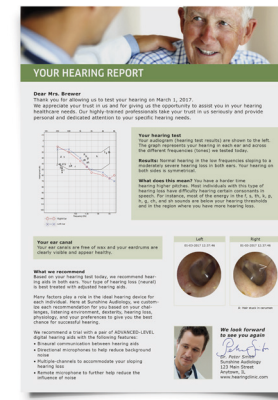 YOUR HEARING REPORT
Dear Mrs. Brewer
Thank you for allowing us to test your hearing on March 1, 2017.
We appreciate your trust in us and for giving us the opportunity to assist you in your hearing
healthcare needs. Our highly-trained professionals take your trust in us seriously and provide
personal and dedicated attention to your specific hearing needs.
Your hearing test
Your audiogram (hearing test results) are shown to the left.
The graph represents your hearing in each ear and across
the different frequencies (tones) we tested today.
Results: Normal hearing in the low frequencies sloping to a
moderately severe hearing loss in both ears. Your hearing on
both sides is symmetrical.
What does this mean? You have a harder time
hearing higher pitches. Most individuals with this type of
hearing loss have difficulty hearing certain consonants in
speech. For instance, most of the energy in the f, s, th, k, p,
h, g, ch, and sh sounds are below your hearing thresholds
and in the region where you have more hearing loss.
Your ear canal
Your ear canals are free of wax and your eardrums are
clearly visible and appear healthy.
Left
Right
What we recommend
Based on your hearing test today, we recommend hear-
ing aids in both ears. Your type of hearing loss (neural)
is best treated with adjusted hearing aids.
Many factors play a role in the ideal hearing device for
each individual. Here at Sunshine Audiology, we custom-
ize each recommendation for you based on your chal-
lenges, listening environment, dexterity, hearing loss,
physiology, and your preferences to give you the best
chance for successful hearing.
We recommend a trial with a pair of ADVANCED-LEVEL
digital hearing aids with the following features:
• Binaural communication between hearing aids
• Directional microphones to help reduce background
noise
• Multiple-channels to accommodate your sloping
hearing loss
• Remote microphone to further help reduce the
influence of noise
We look forward
to see you again
Dr. Peter Smith
Sunshine Audiology
123 Main Street
Anytown, IL
www.hearingclinic.com